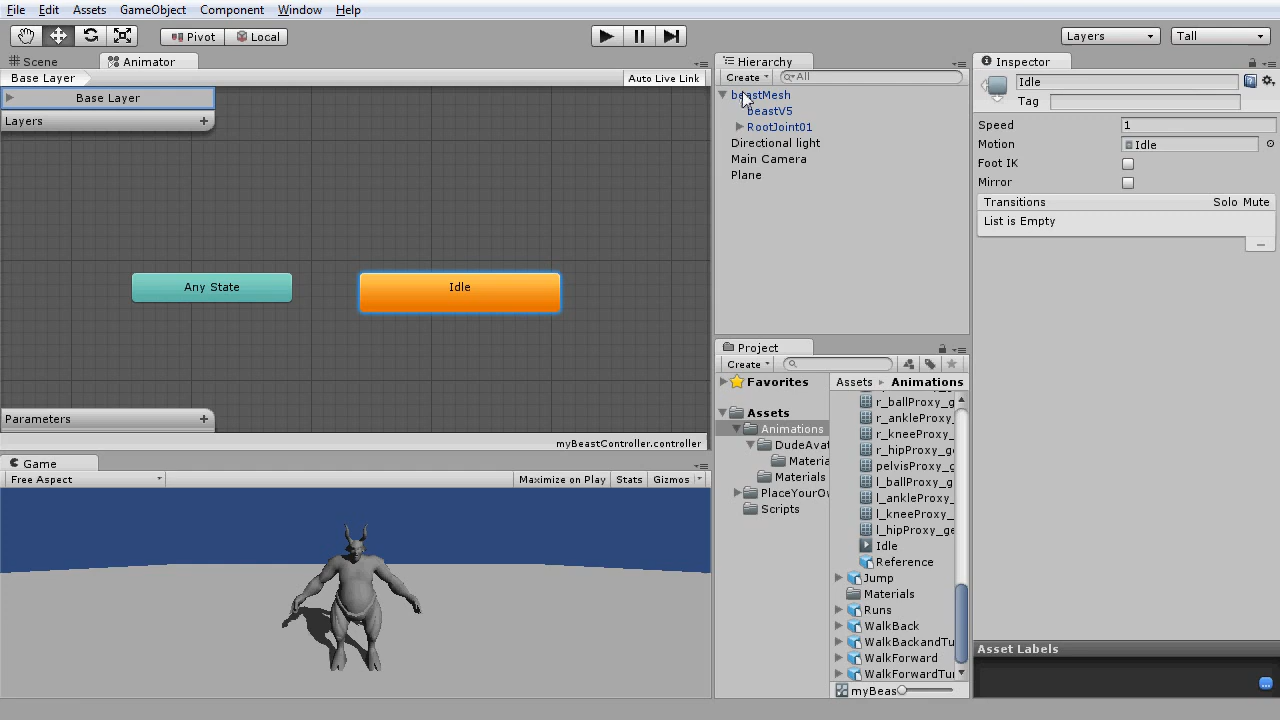 File Edit Assets GameObject Component Window Help
Pivot Local Layers Tall
Scene Animator
Base Layer Auto Live Link
Base Layer
Layers +
Any State
Idle
Parameters +
myBeastController.controller
Game
Free Aspect Maximize on Play Stats Gizmos
Hierarchy
Create All
beastMesh
beastV5
RootJoint01
Directional light
Main Camera
Plane
Project
Create
Favorites
Assets
Animations
DudeAvat
Materia
Materials
PlaceYourOw
Scripts
Assets Animations
r_ballProxy_g
r_ankleProxy_
r_kneeProxy_
r_hipProxy_ge
pelvisProxy_g
l_ballProxy_g
l_ankleProxy_
l_kneeProxy_
l_hipProxy_ge
Idle
Reference
Jump
Materials
Runs
WalkBack
WalkBackandTu
WalkForward
WalkForwardTur
myBeas
Inspector
Idle
Tag
Speed 1
Motion Idle
Foot IK
Mirror
Transitions Solo Mute
List is Empty
Asset Labels